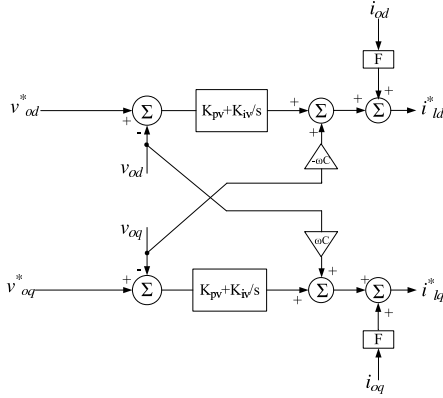 i_od
F
v*_od
+
-
Σ
K_pv+K_iv/s
+
+
Σ
+
+
Σ
i*_ld
v_od
-ωC
v_oq
ωC
v*_oq
+
-
Σ
K_pv+K_iv/s
+
+
Σ
+
+
Σ
i*_lq
F
i_oq